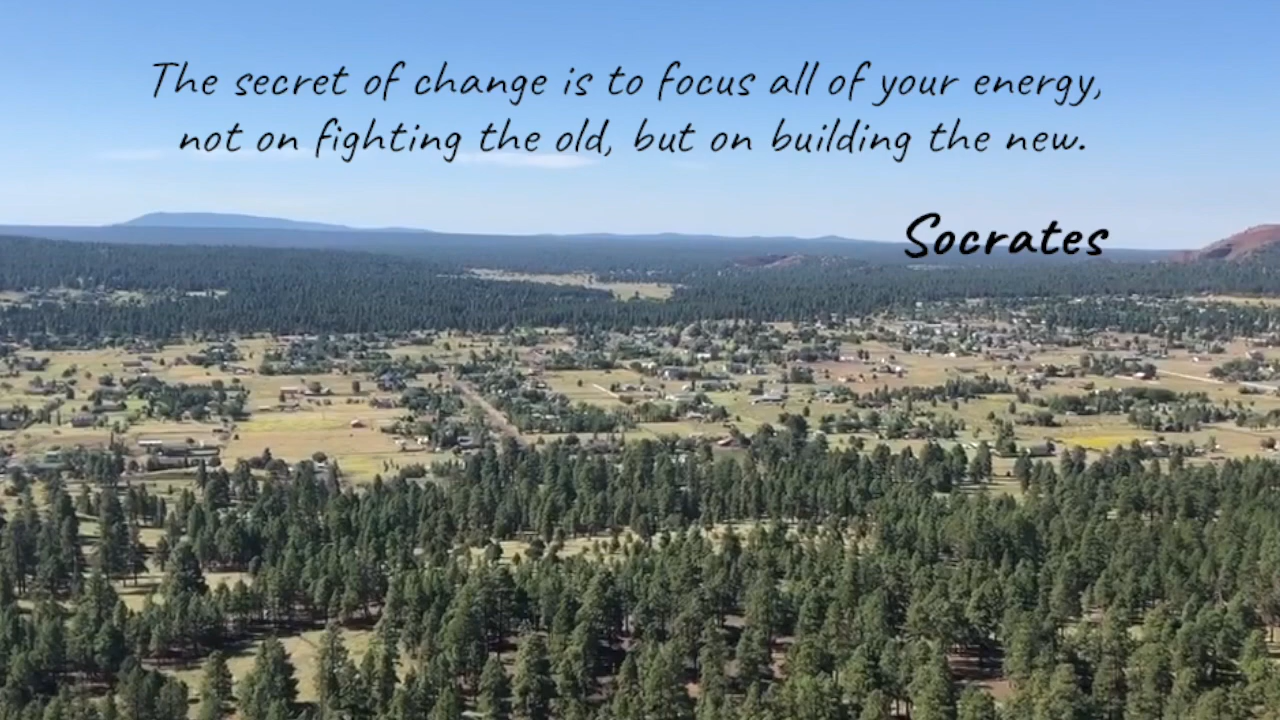 The secret of change is to focus all of your energy,
not on fighting the old, but on building the new.
Socrates